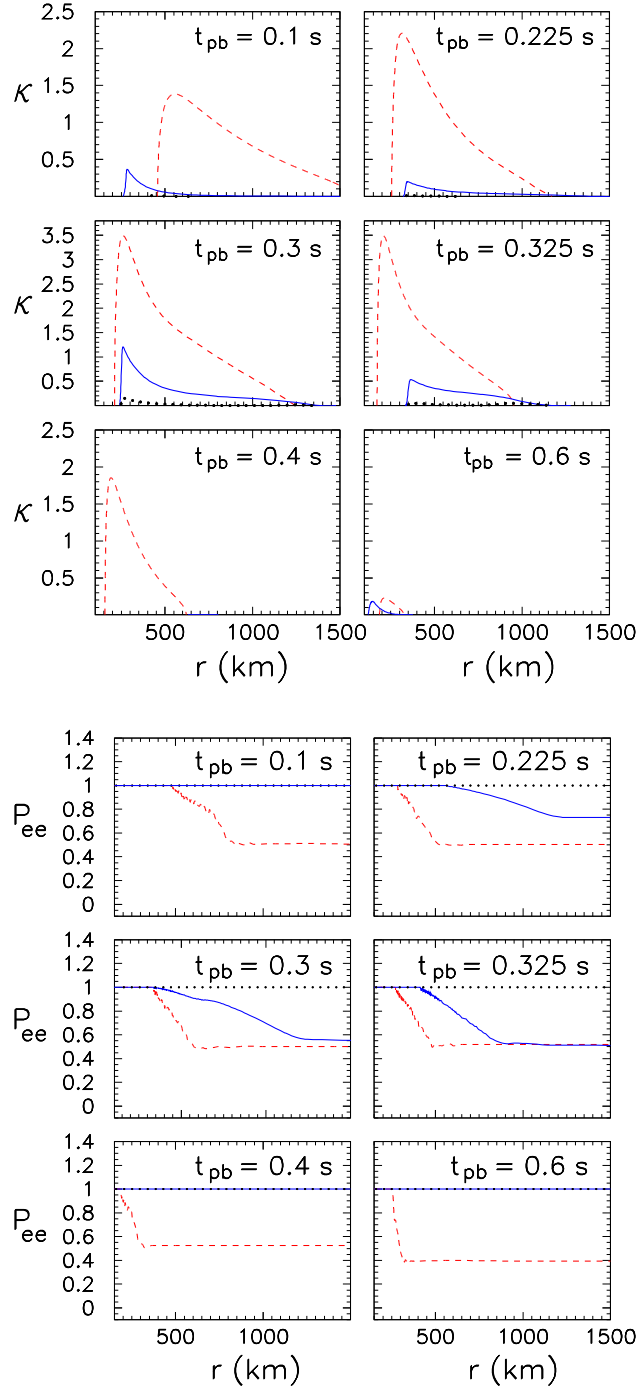 2.5 t_pb = 0.1 s t_pb = 0.225 s
2
κ 1.5
1
0.5
3.5 t_pb = 0.3 s t_pb = 0.325 s
3
2.5
κ 2
1.5
1
0.5
2.5 t_pb = 0.4 s t_pb = 0.6 s
2
κ 1.5
1
0.5
500 1000 1500 500 1000 1500
r (km) r (km)
1.4 t_pb = 0.1 s t_pb = 0.225 s
1.2
1
P_ee 0.8
0.6
0.4
0.2
0
1.4 t_pb = 0.3 s t_pb = 0.325 s
1.2
1
P_ee 0.8
0.6
0.4
0.2
0
1.4 t_pb = 0.4 s t_pb = 0.6 s
1.2
1
P_ee 0.8
0.6
0.4
0.2
0
500 1000 500 1000 1500
r (km) r (km)